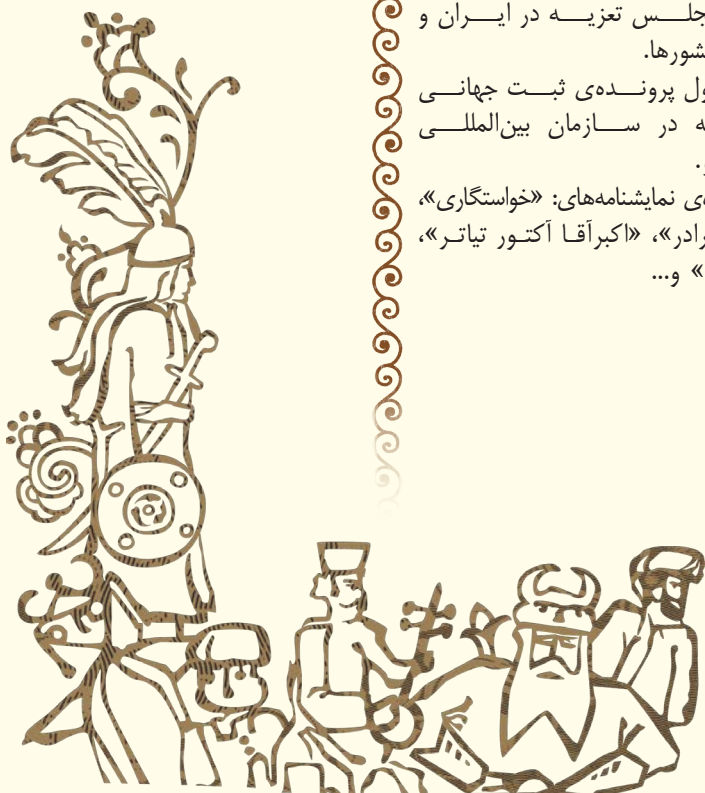 جلس تعزیه در ایران و
شورها.
ول پرونده‌ی ثبت جهانی
ه در سازمان بین‌المللی
.
ی نمایشنامه‌های: «خواستگاری»،
رادر»، «اکبرآقا آکتور تیاتر»،
» و...